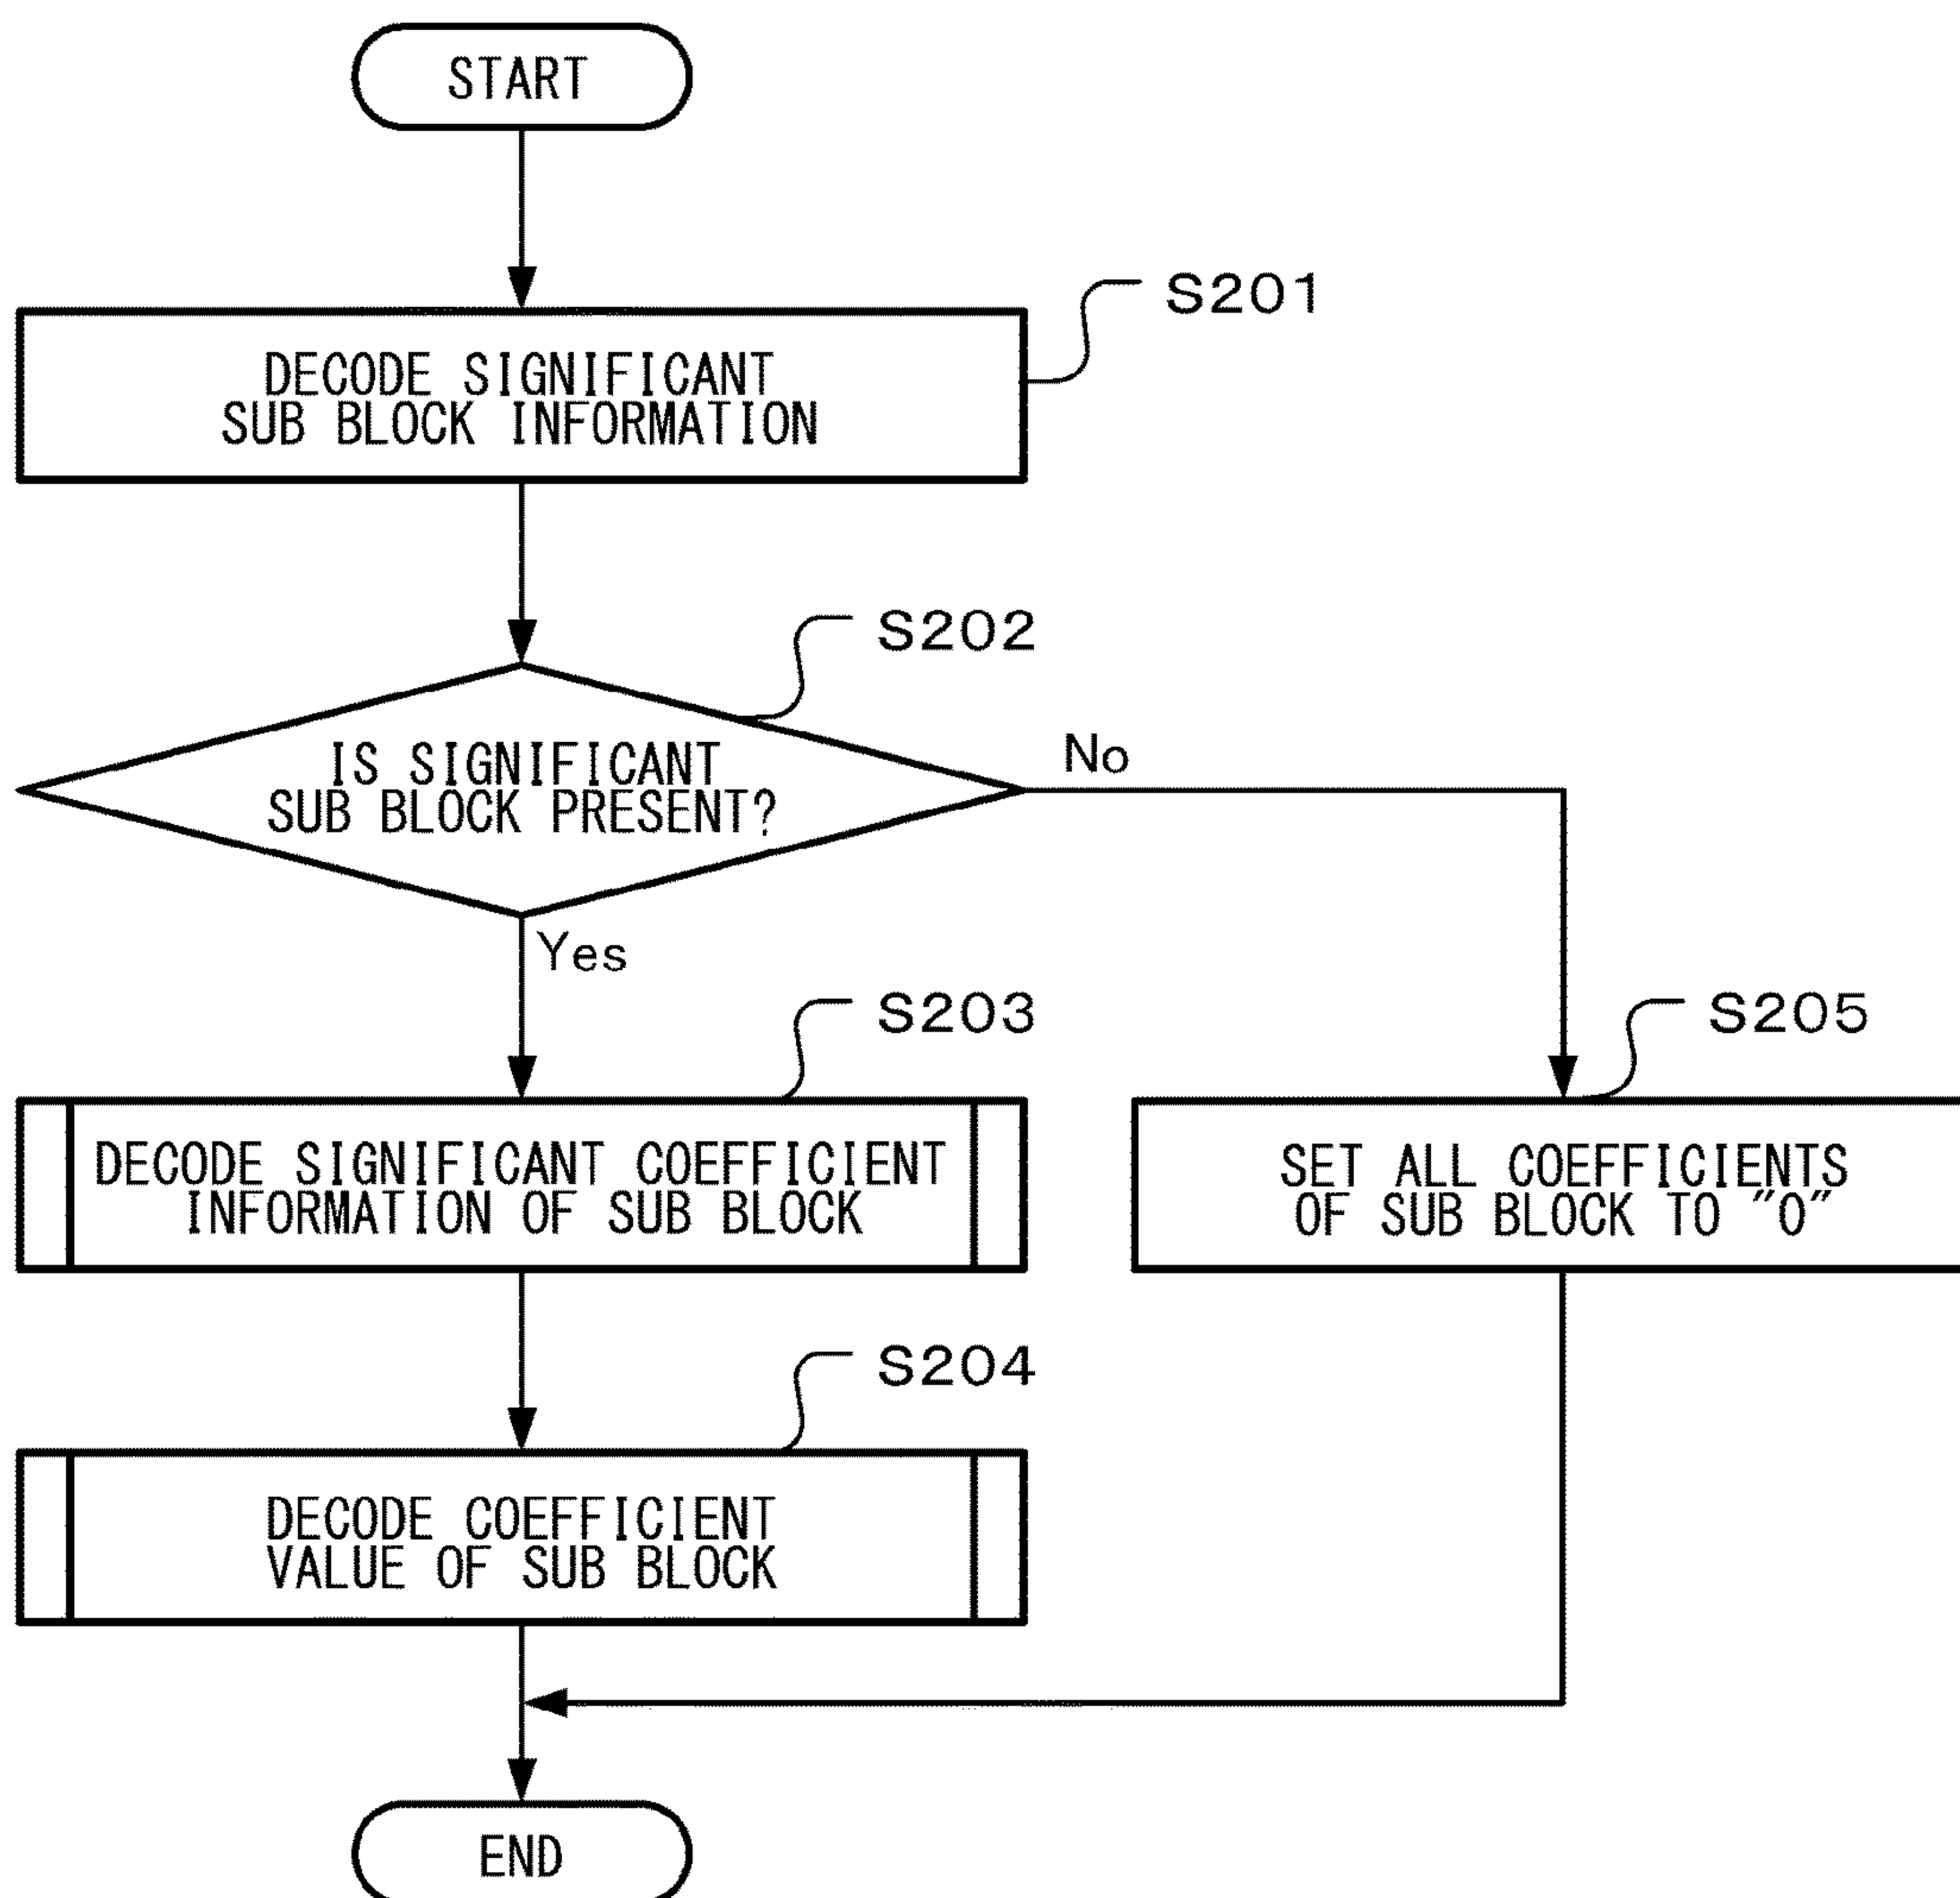 START
S201
DECODE SIGNIFICANT
SUB BLOCK INFORMATION
S202
IS SIGNIFICANT
SUB BLOCK PRESENT?
No
Yes
S203
S205
DECODE SIGNIFICANT COEFFICIENT
INFORMATION OF SUB BLOCK
SET ALL COEFFICIENTS
OF SUB BLOCK TO "0"
S204
DECODE COEFFICIENT
VALUE OF SUB BLOCK
END